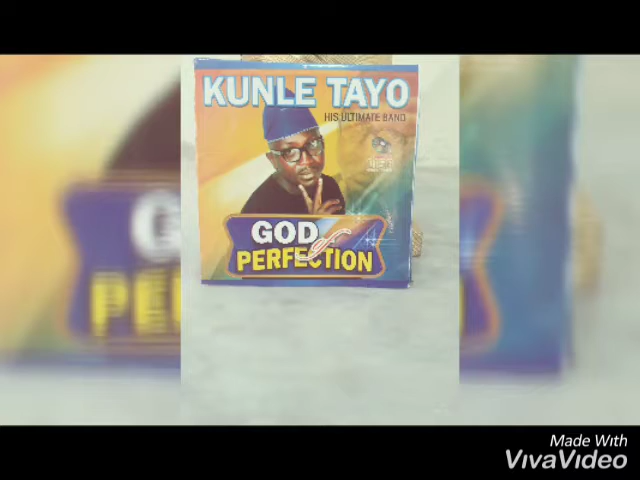 KUNLE TAYO
HIS ULTIMATE BAND
GOD
of
PERFECTION
Made With
VivaVideo